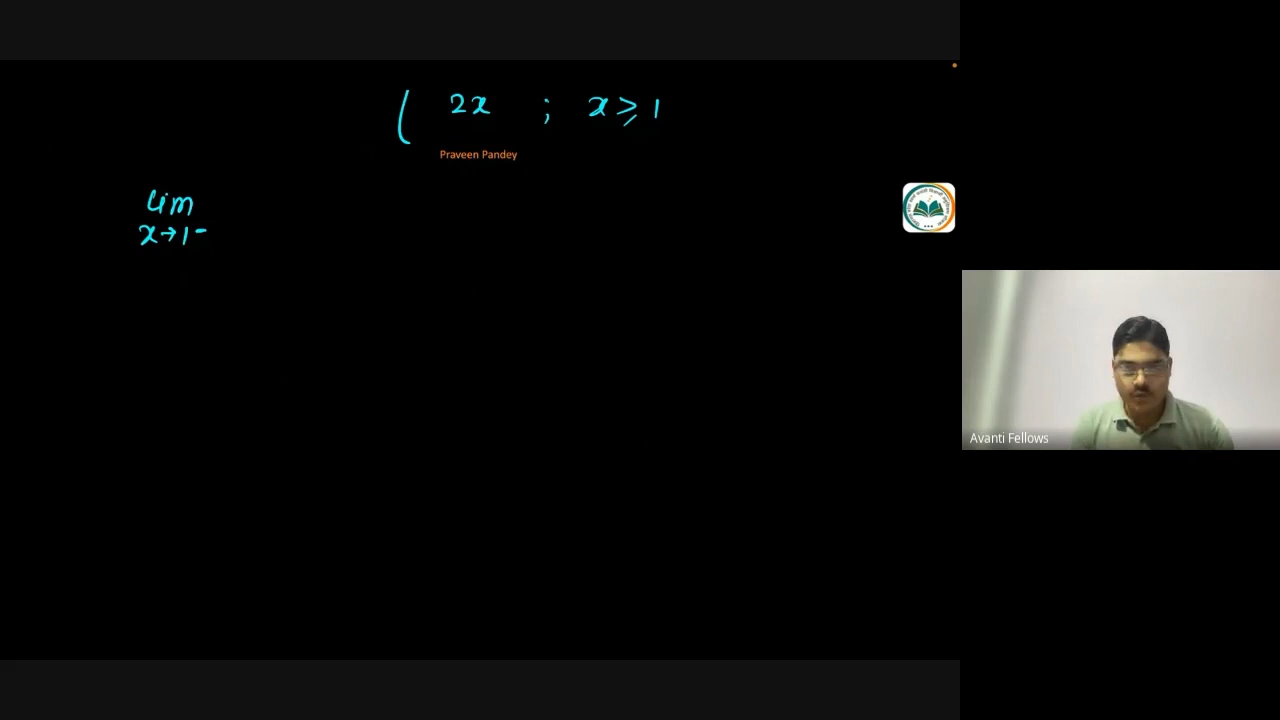 2x ; x ⩾ 1
Praveen Pandey
lim
x→1-
Avanti Fellows